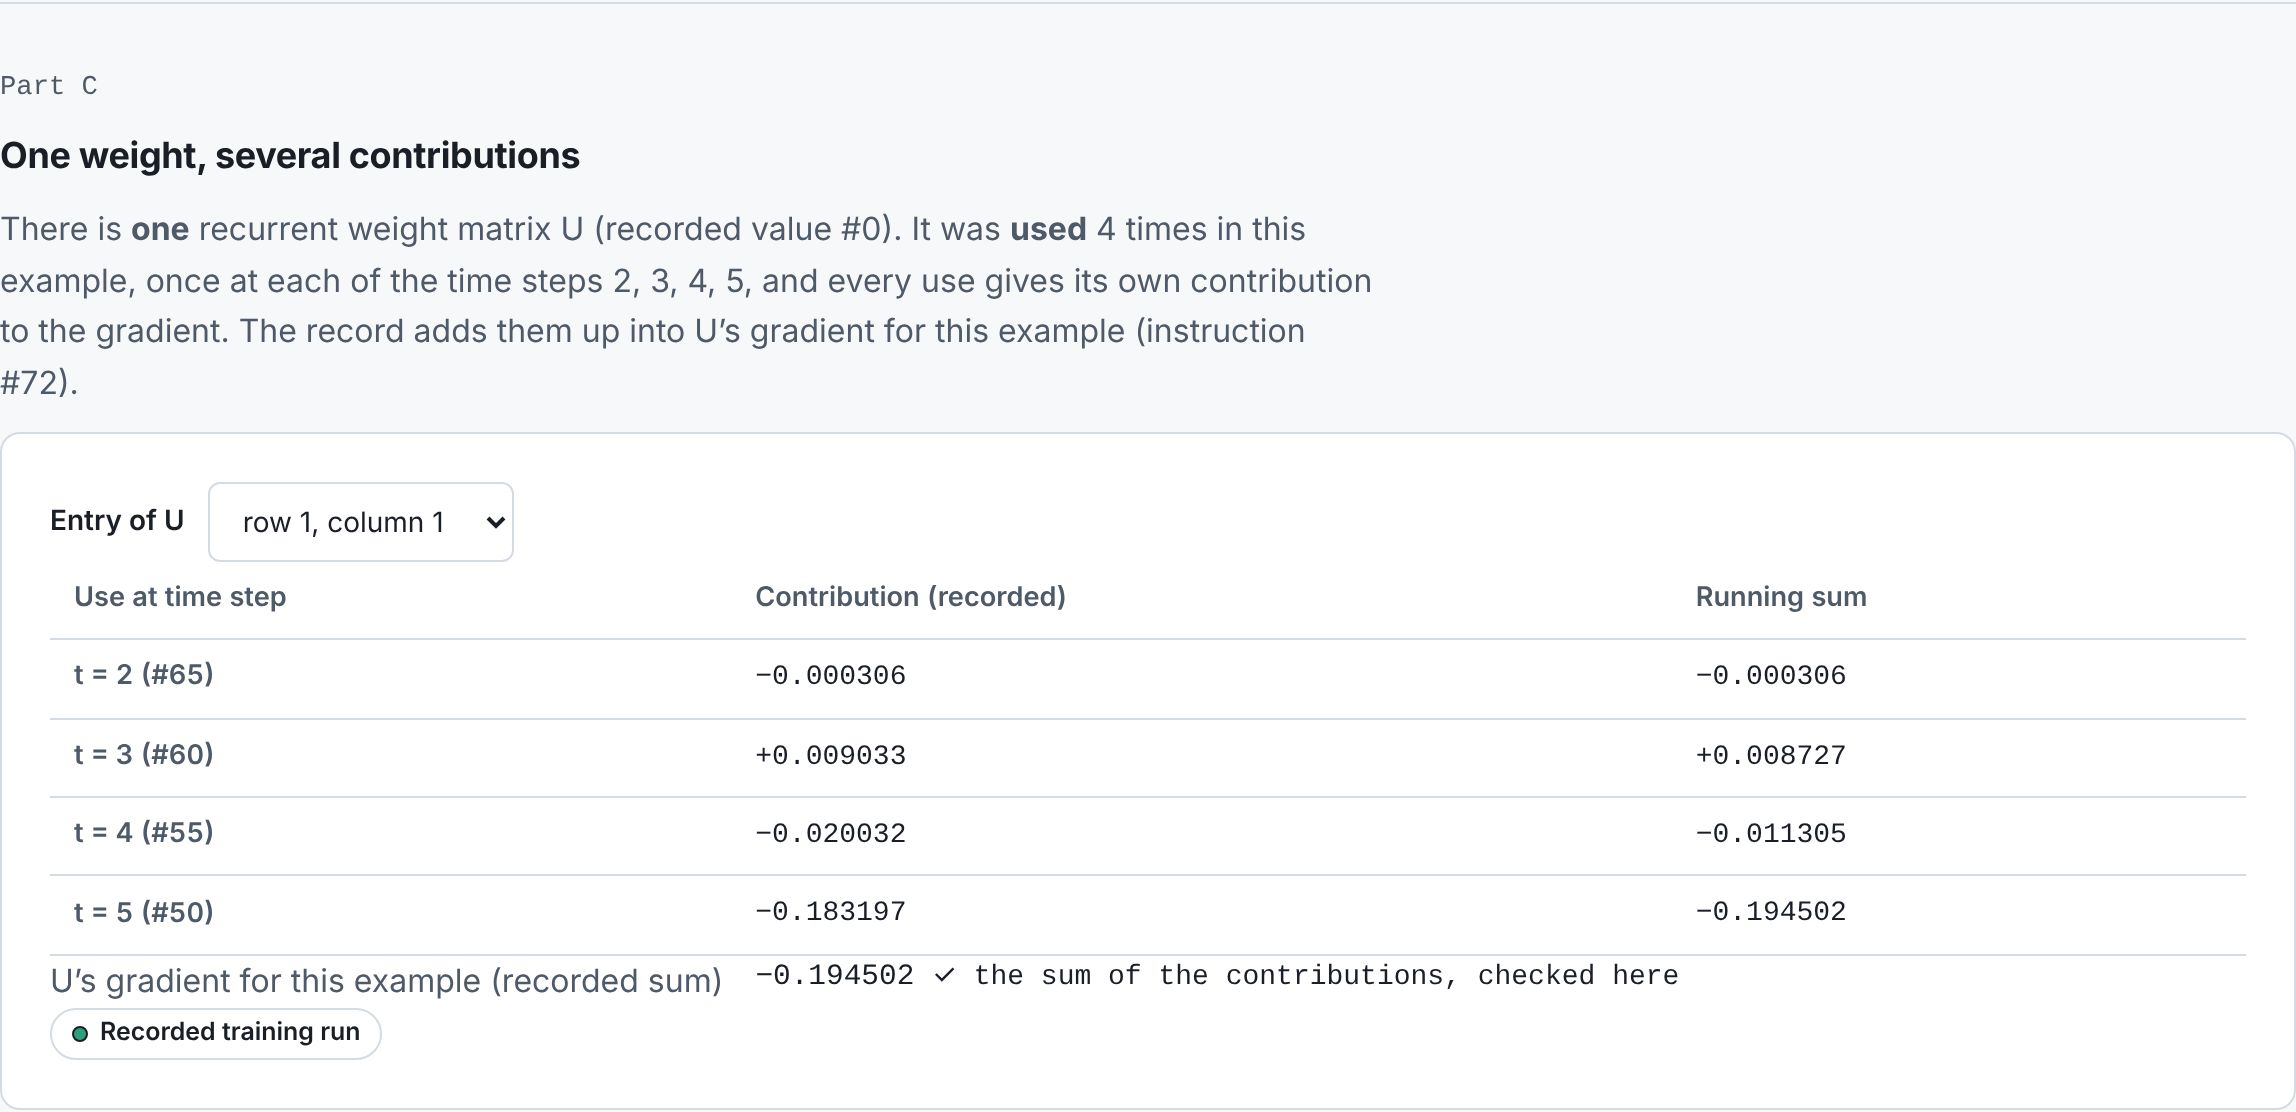 Part C
One weight, several contributions
There is one recurrent weight matrix U (recorded value #0). It was used 4 times in this
example, once at each of the time steps 2, 3, 4, 5, and every use gives its own contribution
to the gradient. The record adds them up into U’s gradient for this example (instruction
#72).
Entry of U row 1, column 1
Use at time step Contribution (recorded) Running sum
t = 2 (#65) −0.000306 −0.000306
t = 3 (#60) +0.009033 +0.008727
t = 4 (#55) −0.020032 −0.011305
t = 5 (#50) −0.183197 −0.194502
U’s gradient for this example (recorded sum) −0.194502 ✓ the sum of the contributions, checked here
Recorded training run